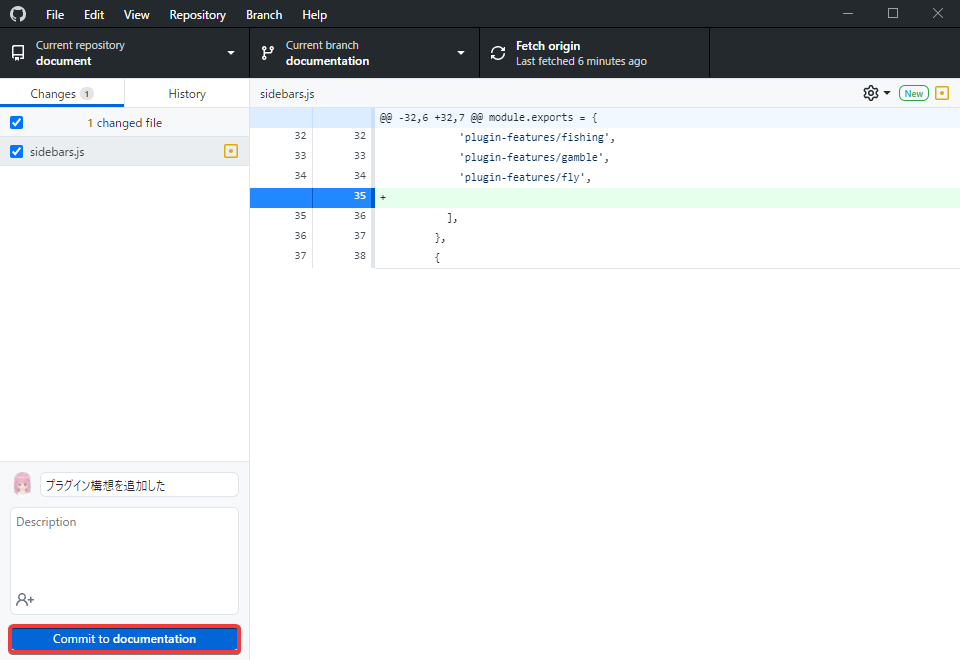 File Edit View Repository Branch Help
Current repository
document
Current branch
documentation
Fetch origin
Last fetched 6 minutes ago
Changes 1
History
sidebars.js
New
1 changed file
sidebars.js
@@ -32,6 +32,7 @@ module.exports = {
32 32 'plugin-features/fishing',
33 33 'plugin-features/gamble',
34 34 'plugin-features/fly',
35 +
35 36 ],
36 37 },
37 38 {
プラグイン構想を追加した
Description
Commit to documentation